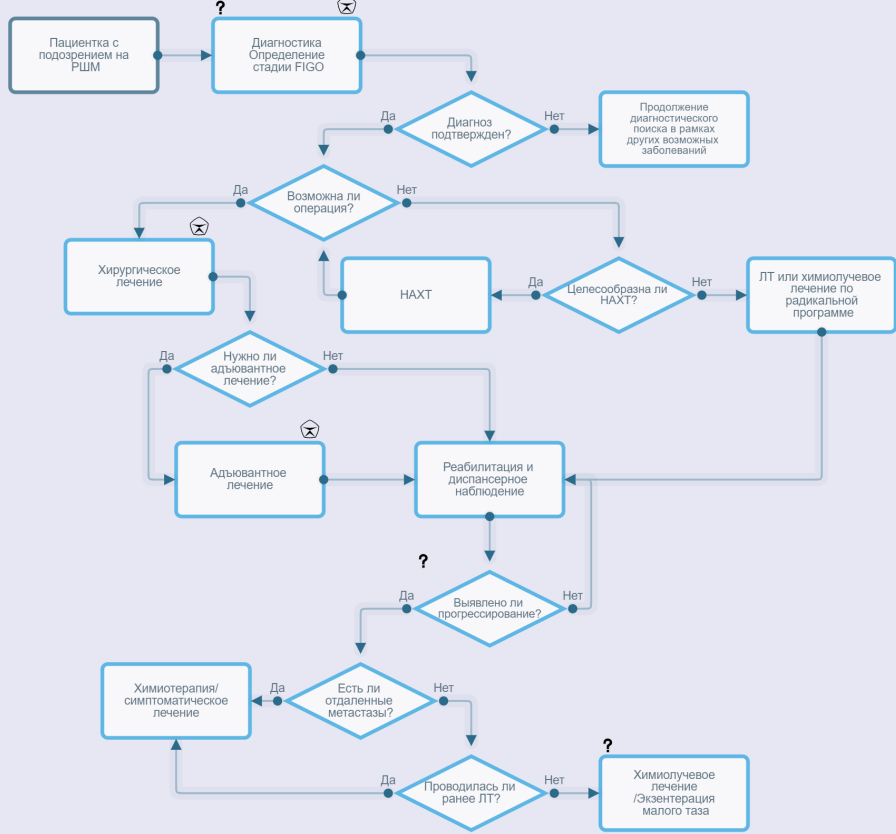 ?
Пациентка с
подозрением на
РШМ
Диагностика
Определение
стадии FIGO
Да
Диагноз
подтвержден?
Нет
Продолжение
диагностического
поиска в рамках
других возможных
заболеваний
Да
Возможна ли
операция?
Нет
Хирургическое
лечение
НАХТ
Да
Целесообразна ли
НАХТ?
Нет
ЛТ или химиолучевое
лечение по
радикальной
программе
Да
Нужно ли
адъювантное
лечение?
Нет
Адъювантное
лечение
Реабилитация и
диспансерное
наблюдение
?
Да
Выявлено ли
прогрессирование?
Нет
Химиотерапия/
симптоматическое
лечение
Да
Есть ли
отдаленные
метастазы?
Нет
?
Да
Проводилась ли
ранее ЛТ?
Нет
Химиолучевое
лечение
/Экзентерация
малого таза